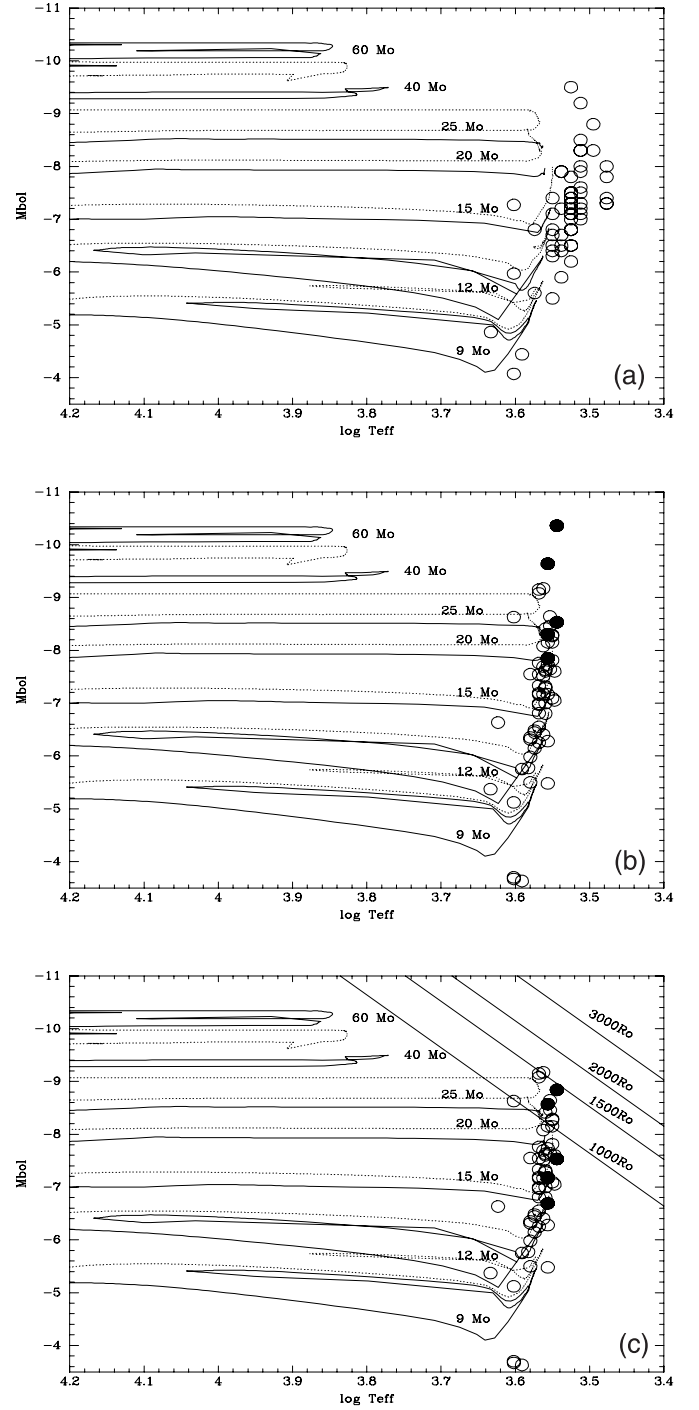 -11
-10
-9
-8
-7
-6
-5
-4
Mbol
60 Mo
40 Mo
25 Mo
20 Mo
15 Mo
12 Mo
9 Mo
(a)
4.2 4.1 4 3.9 3.8 3.7 3.6 3.5 3.4
log Teff
-11
-10
-9
-8
-7
-6
-5
-4
Mbol
60 Mo
40 Mo
25 Mo
20 Mo
15 Mo
12 Mo
9 Mo
(b)
4.2 4.1 4 3.9 3.8 3.7 3.6 3.5 3.4
log Teff
-11
-10
-9
-8
-7
-6
-5
-4
Mbol
60 Mo
40 Mo
25 Mo
20 Mo
15 Mo
12 Mo
9 Mo
3000Ro
2000Ro
1500Ro
1000Ro
(c)
4.2 4.1 4 3.9 3.8 3.7 3.6 3.5 3.4
log Teff